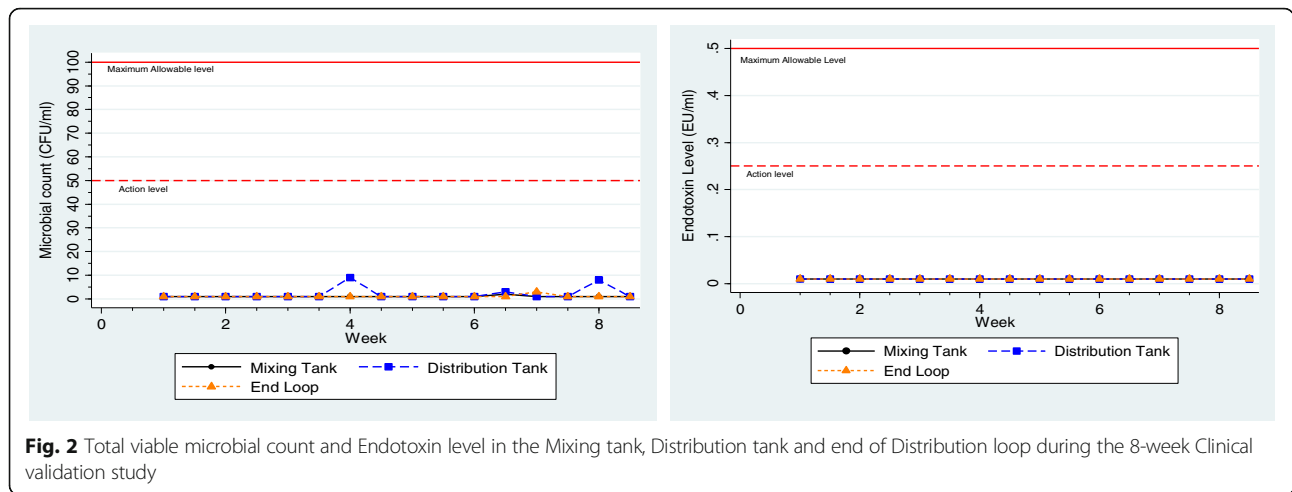 Microbial count (CFU/ml)
100
90
80
70
60
50
40
30
20
10
0
Maximum Allowable level
Action level
0 2 4 6 8
Week
Mixing Tank Distribution Tank
End Loop
Endotoxin Level (EU/ml)
.5
.4
.3
.2
.1
0
Maximum Allowable Level
Action level
0 2 4 6 8
Week
Mixing Tank Distribution Tank
End Loop
Fig. 2 Total viable microbial count and Endotoxin level in the Mixing tank, Distribution tank and end of Distribution loop during the 8-week Clinical
validation study